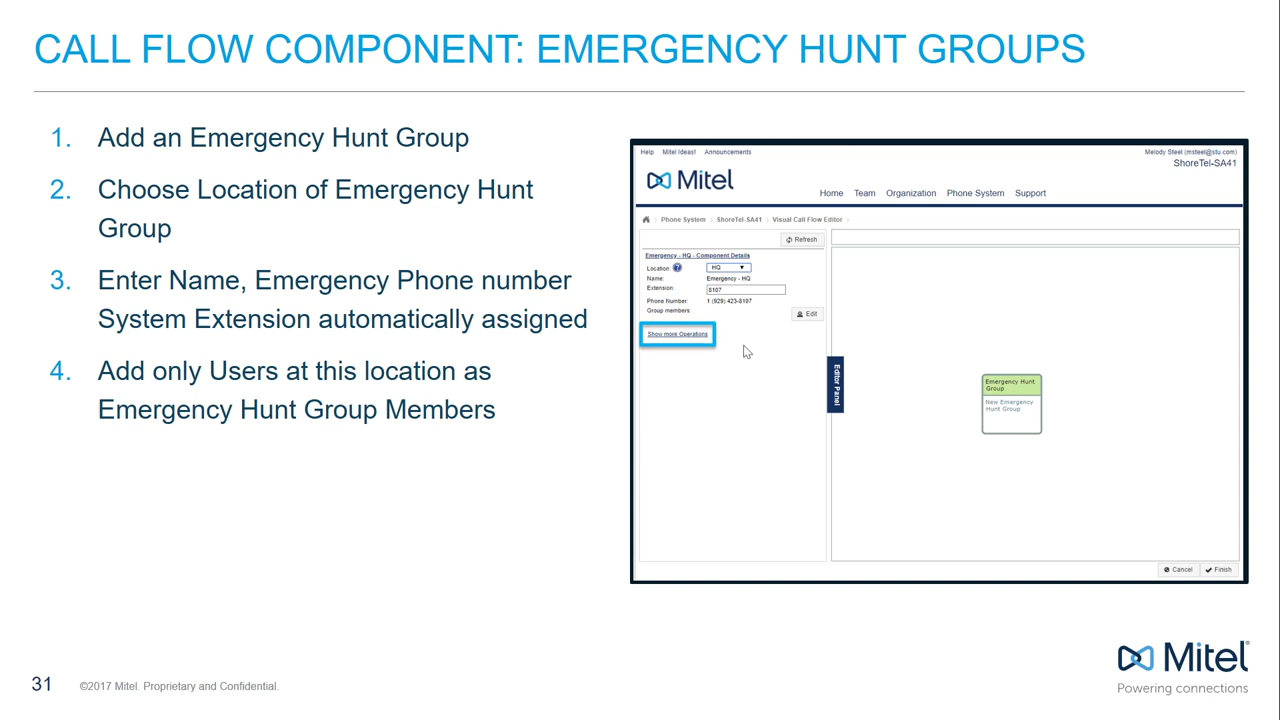 CALL FLOW COMPONENT: EMERGENCY HUNT GROUPS
1. Add an Emergency Hunt Group
2. Choose Location of Emergency Hunt
Group
3. Enter Name, Emergency Phone number
System Extension automatically assigned
4. Add only Users at this location as
Emergency Hunt Group Members
Help Mitel Ideas! Announcements
Melody Steel (msteel@stu.com)
ShoreTel-SA41
Mitel
Home Team Organization Phone System Support
Phone System > ShoreTel-SA41 > Visual Call Flow Editor >
Refresh
Emergency - HQ - Component Details
Location: ? HQ
Name: Emergency - HQ
Extension: 8107
Phone Number: 1 (929) 423-8107
Group members
Edit
Show more Operations
Editor Panel
Emergency Hunt
Group
New Emergency
Hunt Group
Cancel Finish
Mitel®
Powering connections
31 ©2017 Mitel. Proprietary and Confidential.